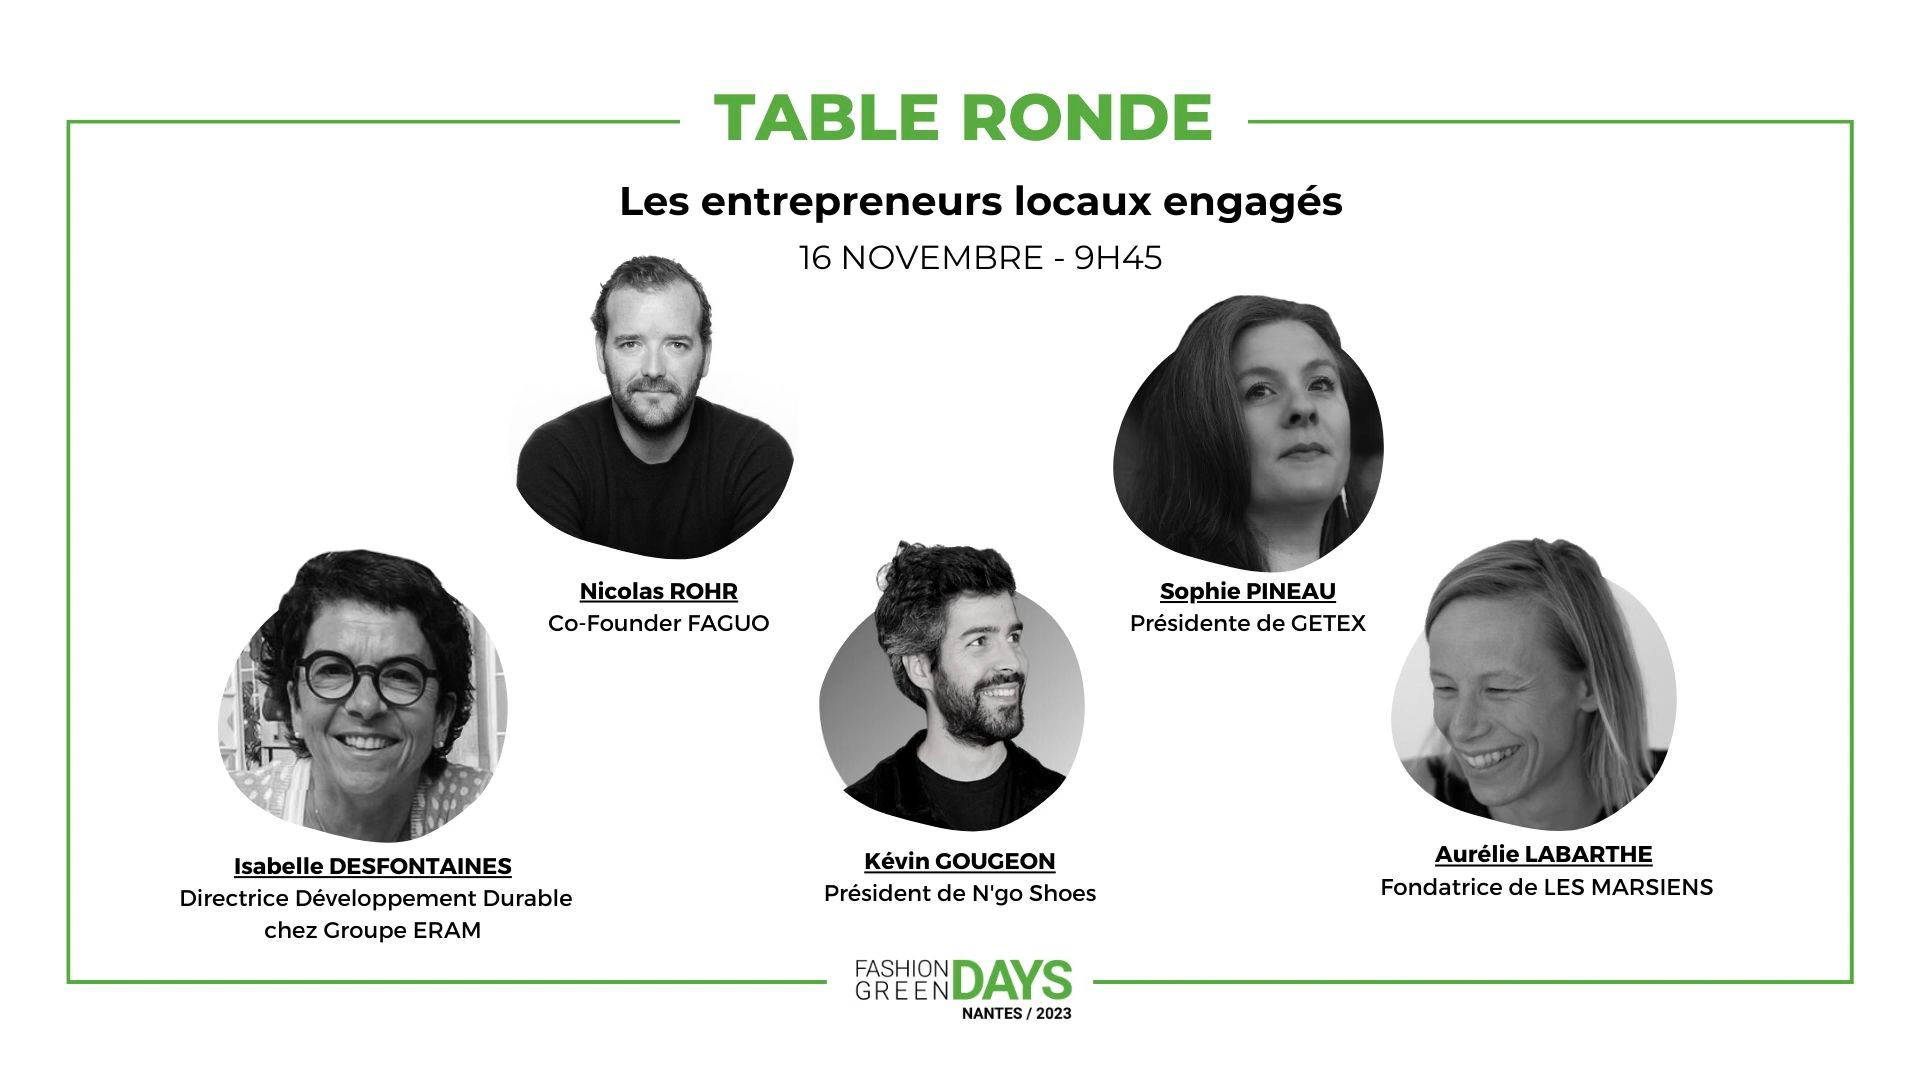 TABLE RONDE
Les entrepreneurs locaux engagés
16 NOVEMBRE - 9H45
Nicolas ROHR
Co-Founder FAGUO
Sophie PINEAU
Présidente de GETEX
Isabelle DESFONTAINES
Directrice Développement Durable
chez Groupe ERAM
Kévin GOUGEON
Président de N'go Shoes
Aurélie LABARTHE
Fondatrice de LES MARSIENS
FASHION
GREEN DAYS
NANTES / 2023